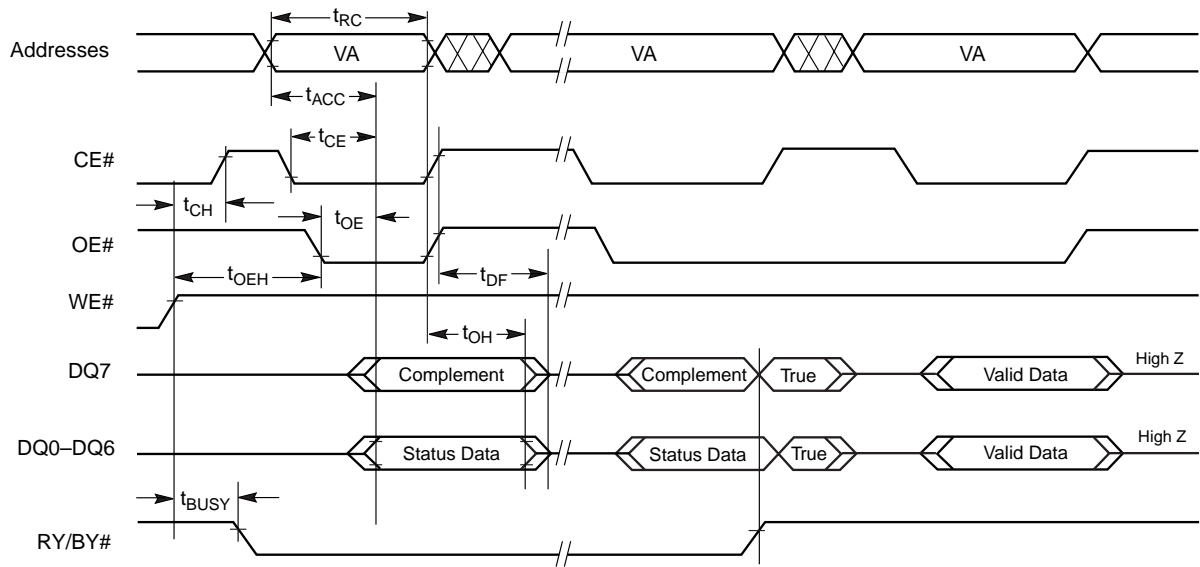 tRC
Addresses VA VA VA
tACC
tCE
CE#
tCH
tOE
OE#
tOEH
tDF
WE#
tOH
DQ7 Complement Complement True Valid Data High Z
DQ0–DQ6 Status Data Status Data True Valid Data High Z
tBUSY
RY/BY#